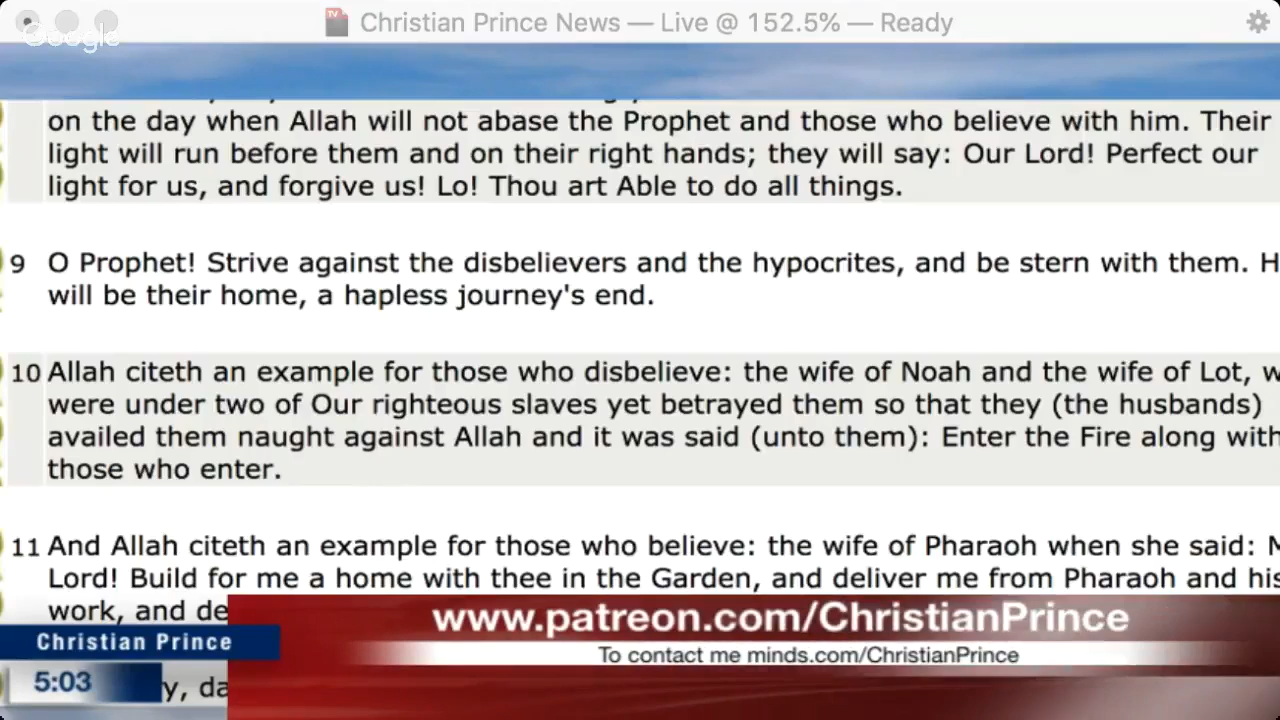 Christian Prince News — Live @ 152.5% — Ready
Google
on the day when Allah will not abase the Prophet and those who believe with him. Their
light will run before them and on their right hands; they will say: Our Lord! Perfect our
light for us, and forgive us! Lo! Thou art Able to do all things.
9 O Prophet! Strive against the disbelievers and the hypocrites, and be stern with them. H
will be their home, a hapless journey's end.
10 Allah citeth an example for those who disbelieve: the wife of Noah and the wife of Lot, w
were under two of Our righteous slaves yet betrayed them so that they (the husbands)
availed them naught against Allah and it was said (unto them): Enter the Fire along with
those who enter.
11 And Allah citeth an example for those who believe: the wife of Pharaoh when she said: M
Lord! Build for me a home with thee in the Garden, and deliver me from Pharaoh and his
work, and de
www.patreon.com/ChristianPrince
Christian Prince
To contact me minds.com/ChristianPrince
5:03
y, da